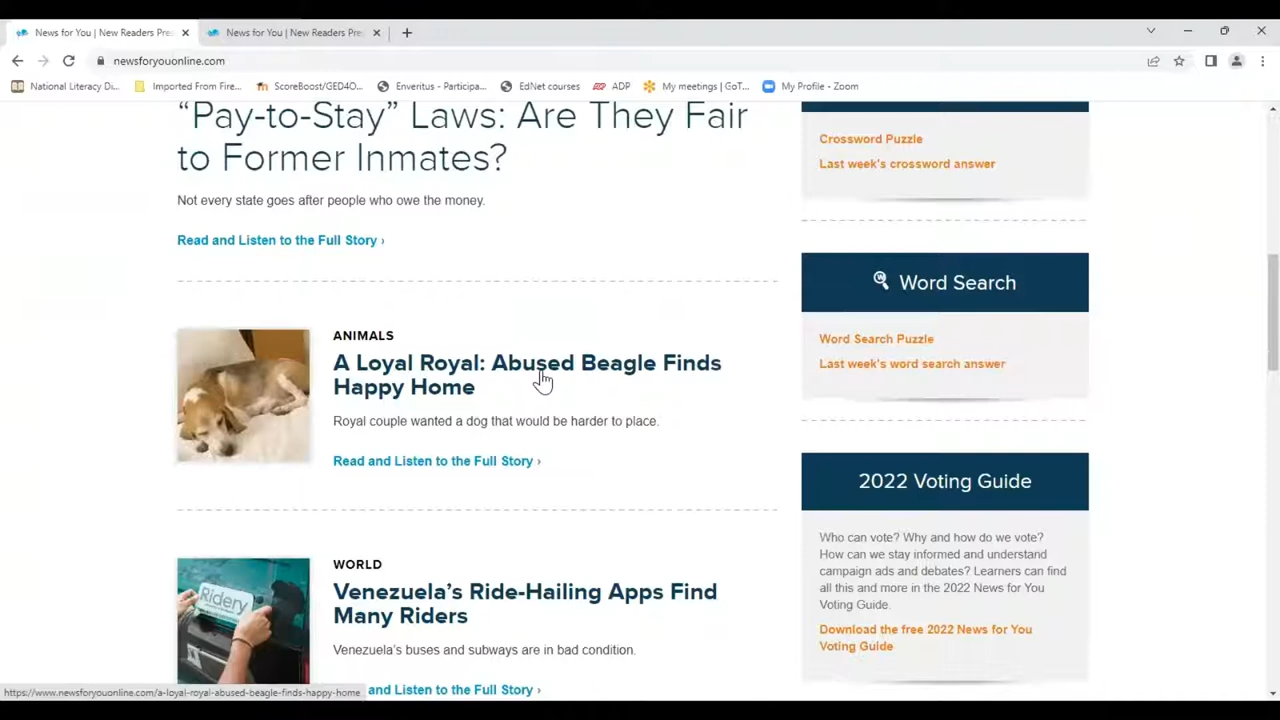 News for You | New Readers Pre
News for You | New Readers Pre
newsforyouonline.com
National Literacy Di...
Imported From Fire...
ScoreBoost/GED4O...
Enveritus - Participa...
EdNet courses
ADP
My meetings | GoT...
My Profile - Zoom
“Pay-to-Stay” Laws: Are They Fair
to Former Inmates?
Not every state goes after people who owe the money.
Read and Listen to the Full Story ›
ANIMALS
A Loyal Royal: Abused Beagle Finds
Happy Home
Royal couple wanted a dog that would be harder to place.
Read and Listen to the Full Story ›
WORLD
Venezuela’s Ride-Hailing Apps Find
Many Riders
Venezuela’s buses and subways are in bad condition.
and Listen to the Full Story ›
Ridery
https://www.newsforyouonline.com/a-loyal-royal-abused-beagle-finds-happy-home
Crossword Puzzle
Last week's crossword answer
Word Search
Word Search Puzzle
Last week's word search answer
2022 Voting Guide
Who can vote? Why and how do we vote?
How can we stay informed and understand
campaign ads and debates? Learners can find
all this and more in the 2022 News for You
Voting Guide.
Download the free 2022 News for You
Voting Guide